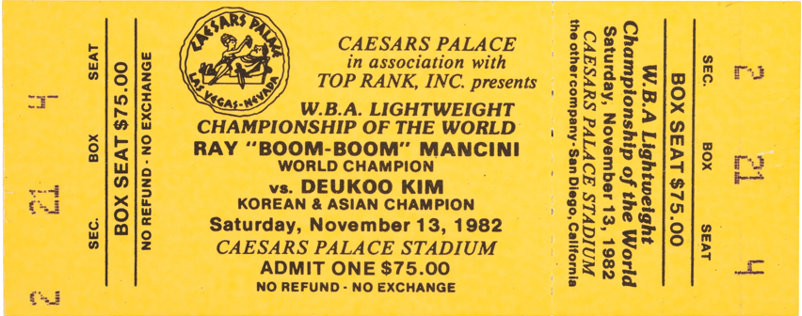 2 21 4
SEC. BOX SEAT
BOX SEAT $75.00
NO REFUND - NO EXCHANGE
CAESARS PALACE
LAS VEGAS-NEVADA
CAESARS PALACE
in association with
TOP RANK, INC. presents
W.B.A. LIGHTWEIGHT
CHAMPIONSHIP OF THE WORLD
RAY "BOOM-BOOM" MANCINI
WORLD CHAMPION
vs. DEUKOO KIM
KOREAN & ASIAN CHAMPION
Saturday, November 13, 1982
CAESARS PALACE STADIUM
ADMIT ONE $75.00
NO REFUND - NO EXCHANGE
2 21 4
SEC. BOX SEAT
BOX SEAT $75.00
W.B.A Lightweight
Championship of the World
Saturday, November 13, 1982
CAESARS PALACE STADIUM
the other company - San Diego, California